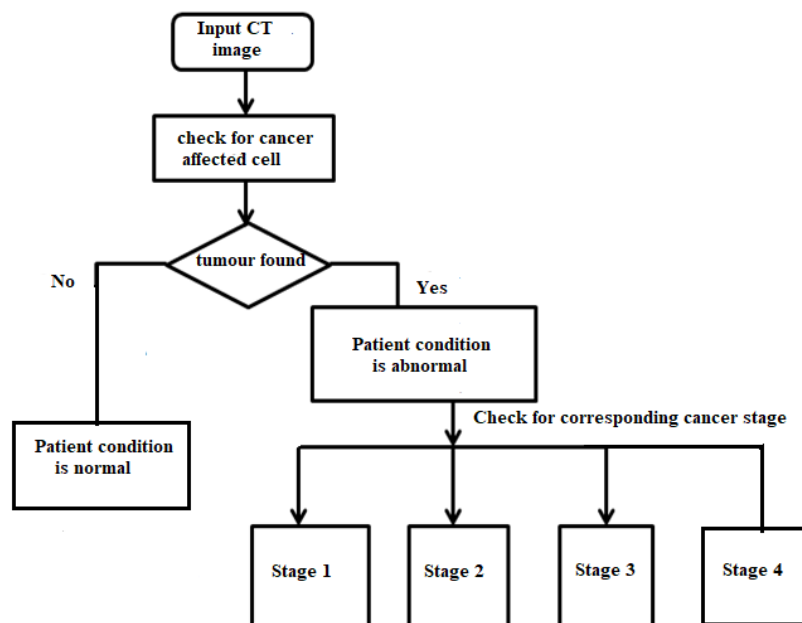 Input CT
image
check for cancer
affected cell
tumour found
No
Yes
Patient condition
is abnormal
Check for corresponding cancer stage
Patient condition
is normal
Stage 1
Stage 2
Stage 3
Stage 4